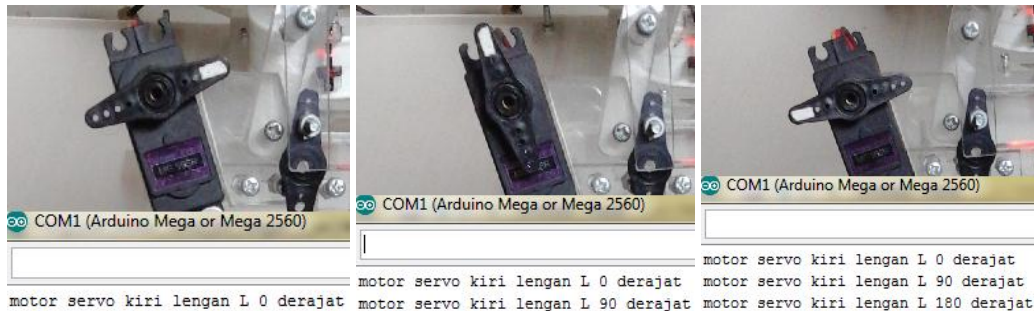 COM1 (Arduino Mega or Mega 2560)
motor servo kiri lengan L 0 derajat
COM1 (Arduino Mega or Mega 2560)
motor servo kiri lengan L 0 derajat
motor servo kiri lengan L 90 derajat
COM1 (Arduino Mega or Mega 2560)
motor servo kiri lengan L 0 derajat
motor servo kiri lengan L 90 derajat
motor servo kiri lengan L 180 derajat